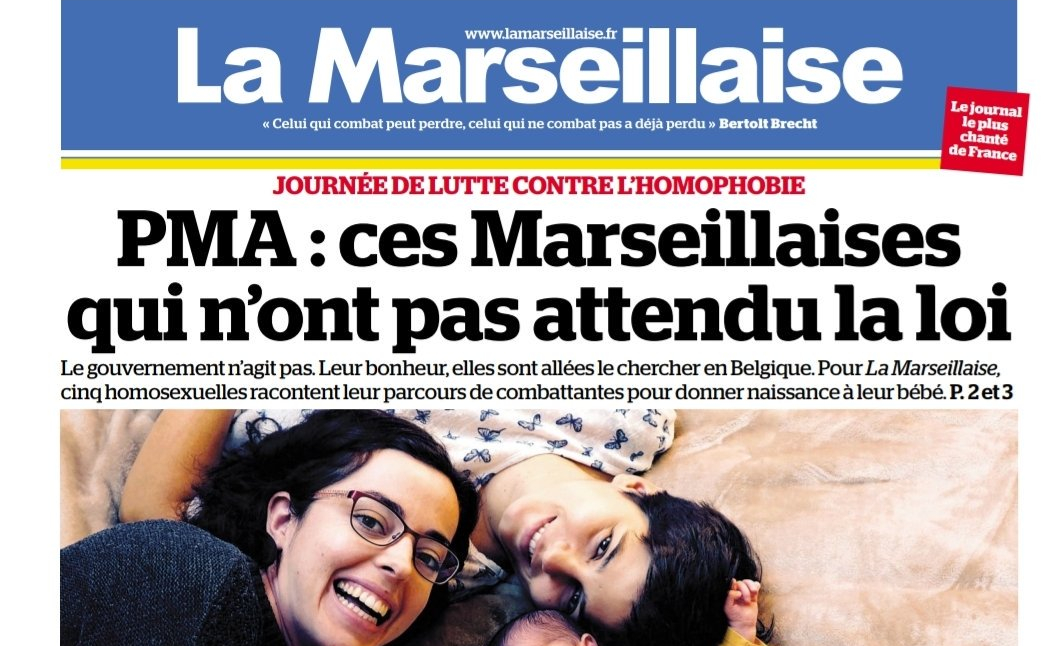 www.lamarseillaise.fr
La Marseillaise
« Celui qui combat peut perdre, celui qui ne combat pas a déjà perdu » Bertolt Brecht
Le journal
le plus
chanté
de France
JOURNÉE DE LUTTE CONTRE L’HOMOPHOBIE
PMA : ces Marseillaises
qui n’ont pas attendu la loi
Le gouvernement n’agit pas. Leur bonheur, elles sont allées le chercher en Belgique. Pour La Marseillaise,
cinq homosexuelles racontent leur parcours de combattantes pour donner naissance à leur bébé. P. 2 et 3